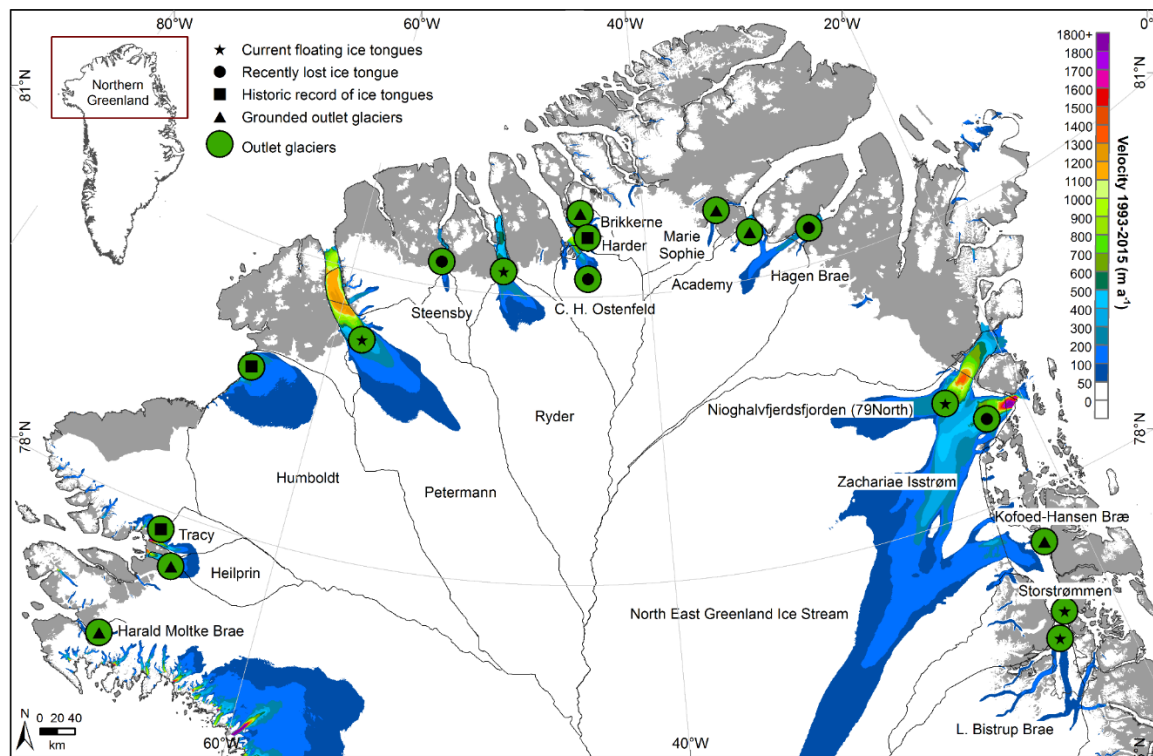 80°W
60°W
40°W
20°W
0°
81°N
81°N
Northern
Greenland
Current floating ice tongues
Recently lost ice tongue
Historic record of ice tongues
Grounded outlet glaciers
Outlet glaciers
1800+
1800
1700
1600
1500
1400
1300
1200
1100
1000
900
800
700
600
500
400
300
200
100
50
0
Velocity 1993-2015 (m a⁻¹)
Brikkerne
Harder
Marie
Sophie
Academy
Hagen Brae
Steensby
C. H. Ostenfeld
Ryder
Nioghalvfjerdsfjorden (79North)
78°N
78°N
Humboldt
Petermann
Zachariae Isstrøm
Kofoed-Hansen Bræ
Tracy
Heilprin
Storstrømmen
North East Greenland Ice Stream
Harald Moltke Brae
L. Bistrup Brae
N
0 20 40
km
60°W
40°W